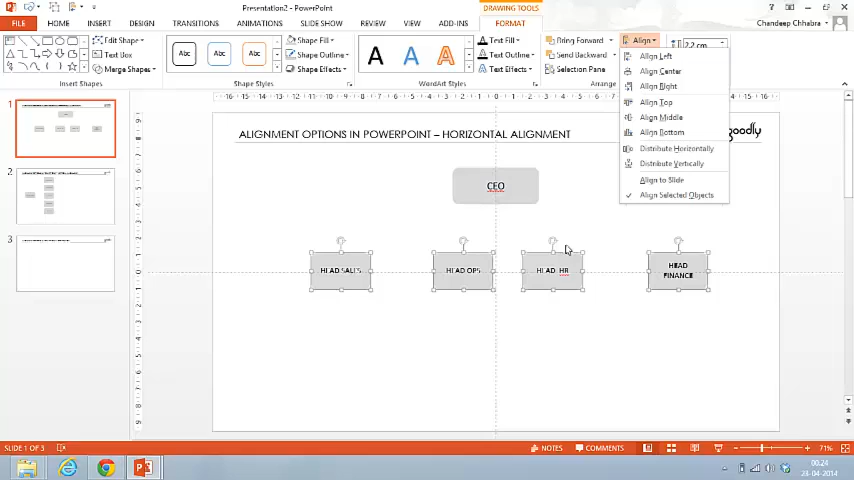 Presentation2 - PowerPoint
DRAWING TOOLS
FILE HOME INSERT DESIGN TRANSITIONS ANIMATIONS SLIDE SHOW REVIEW VIEW ADD-INS FORMAT
Chandeep Chhabra
Edit Shape
Text Box
Merge Shapes
Insert Shapes
Abc Abc Abc
Shape Fill
Shape Outline
Shape Effects
Shape Styles
A A A
WordArt Styles
Text Fill
Text Outline
Text Effects
Bring Forward
Send Backward
Selection Pane
Arrange
Align
2.2 cm
Align Left
Align Center
Align Right
Align Top
Align Middle
Align Bottom
Distribute Horizontally
Distribute Vertically
Align to Slide
Align Selected Objects
1
2
3
ALIGNMENT OPTIONS IN POWERPOINT – HORIZONTAL ALIGNMENT
goodly
CEO
HEAD SALES
HEAD OPS
HEAD HR
HEAD
FINANCE
SLIDE 1 OF 3
NOTES
COMMENTS
71%
00:24
23-04-2014